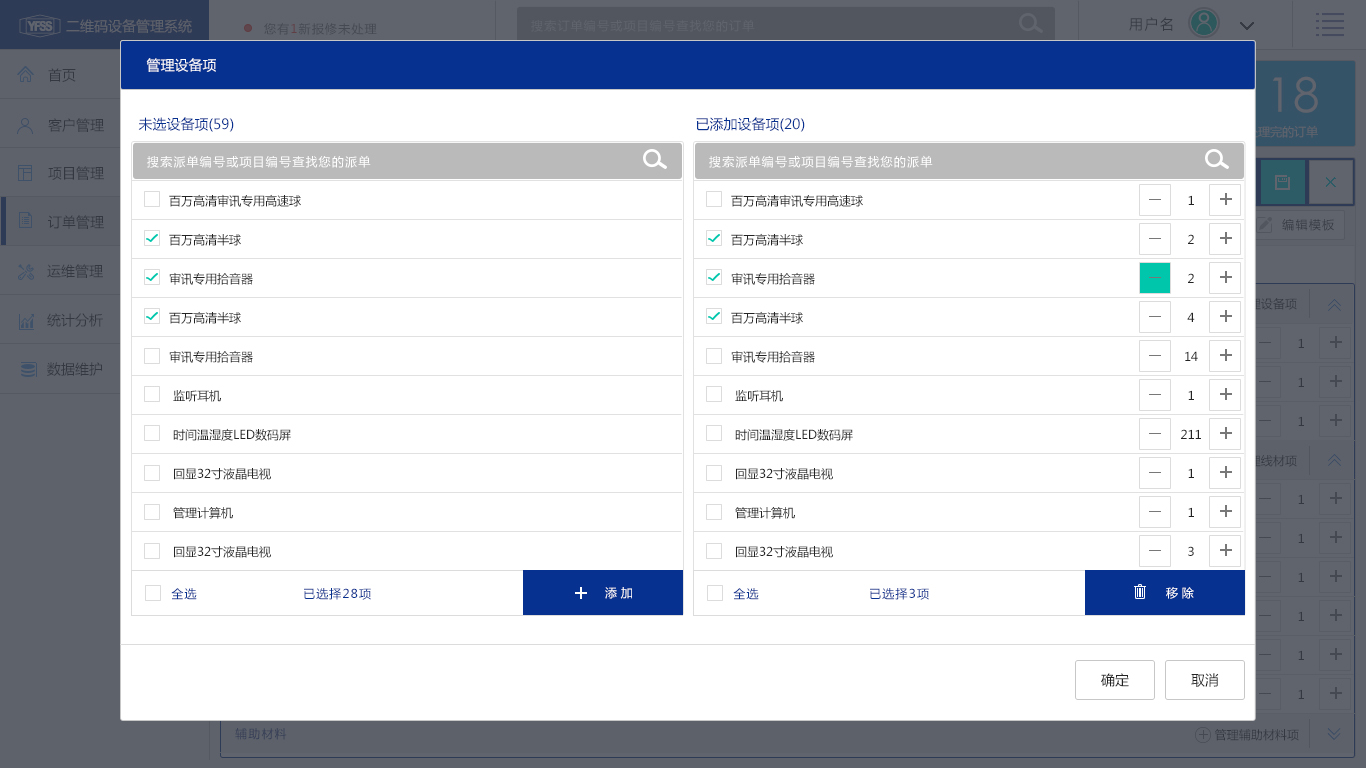 YFSS 二维码设备管理系统
您有1新报修未处理
搜索订单编号或项目编号查找您的订单
用户名
首页
客户管理
项目管理
订单管理
运维管理
统计分析
数据维护
18
理完的订单
编辑模板
设备项
1
1
1
线材项
1
1
1
1
1
1
管理设备项
未选设备项(59)
搜索派单编号或项目编号查找您的派单
百万高清审讯专用高速球
百万高清半球
审讯专用拾音器
百万高清半球
审讯专用拾音器
监听耳机
时间温湿度LED数码屏
回显32寸液晶电视
管理计算机
回显32寸液晶电视
全选 已选择28项 添加
已添加设备项(20)
搜索派单编号或项目编号查找您的派单
百万高清审讯专用高速球 1
百万高清半球 2
审讯专用拾音器 2
百万高清半球 4
审讯专用拾音器 14
监听耳机 1
时间温湿度LED数码屏 211
回显32寸液晶电视 1
管理计算机 1
回显32寸液晶电视 3
全选 已选择3项 移除
确定 取消
辅助材料 管理辅助材料项